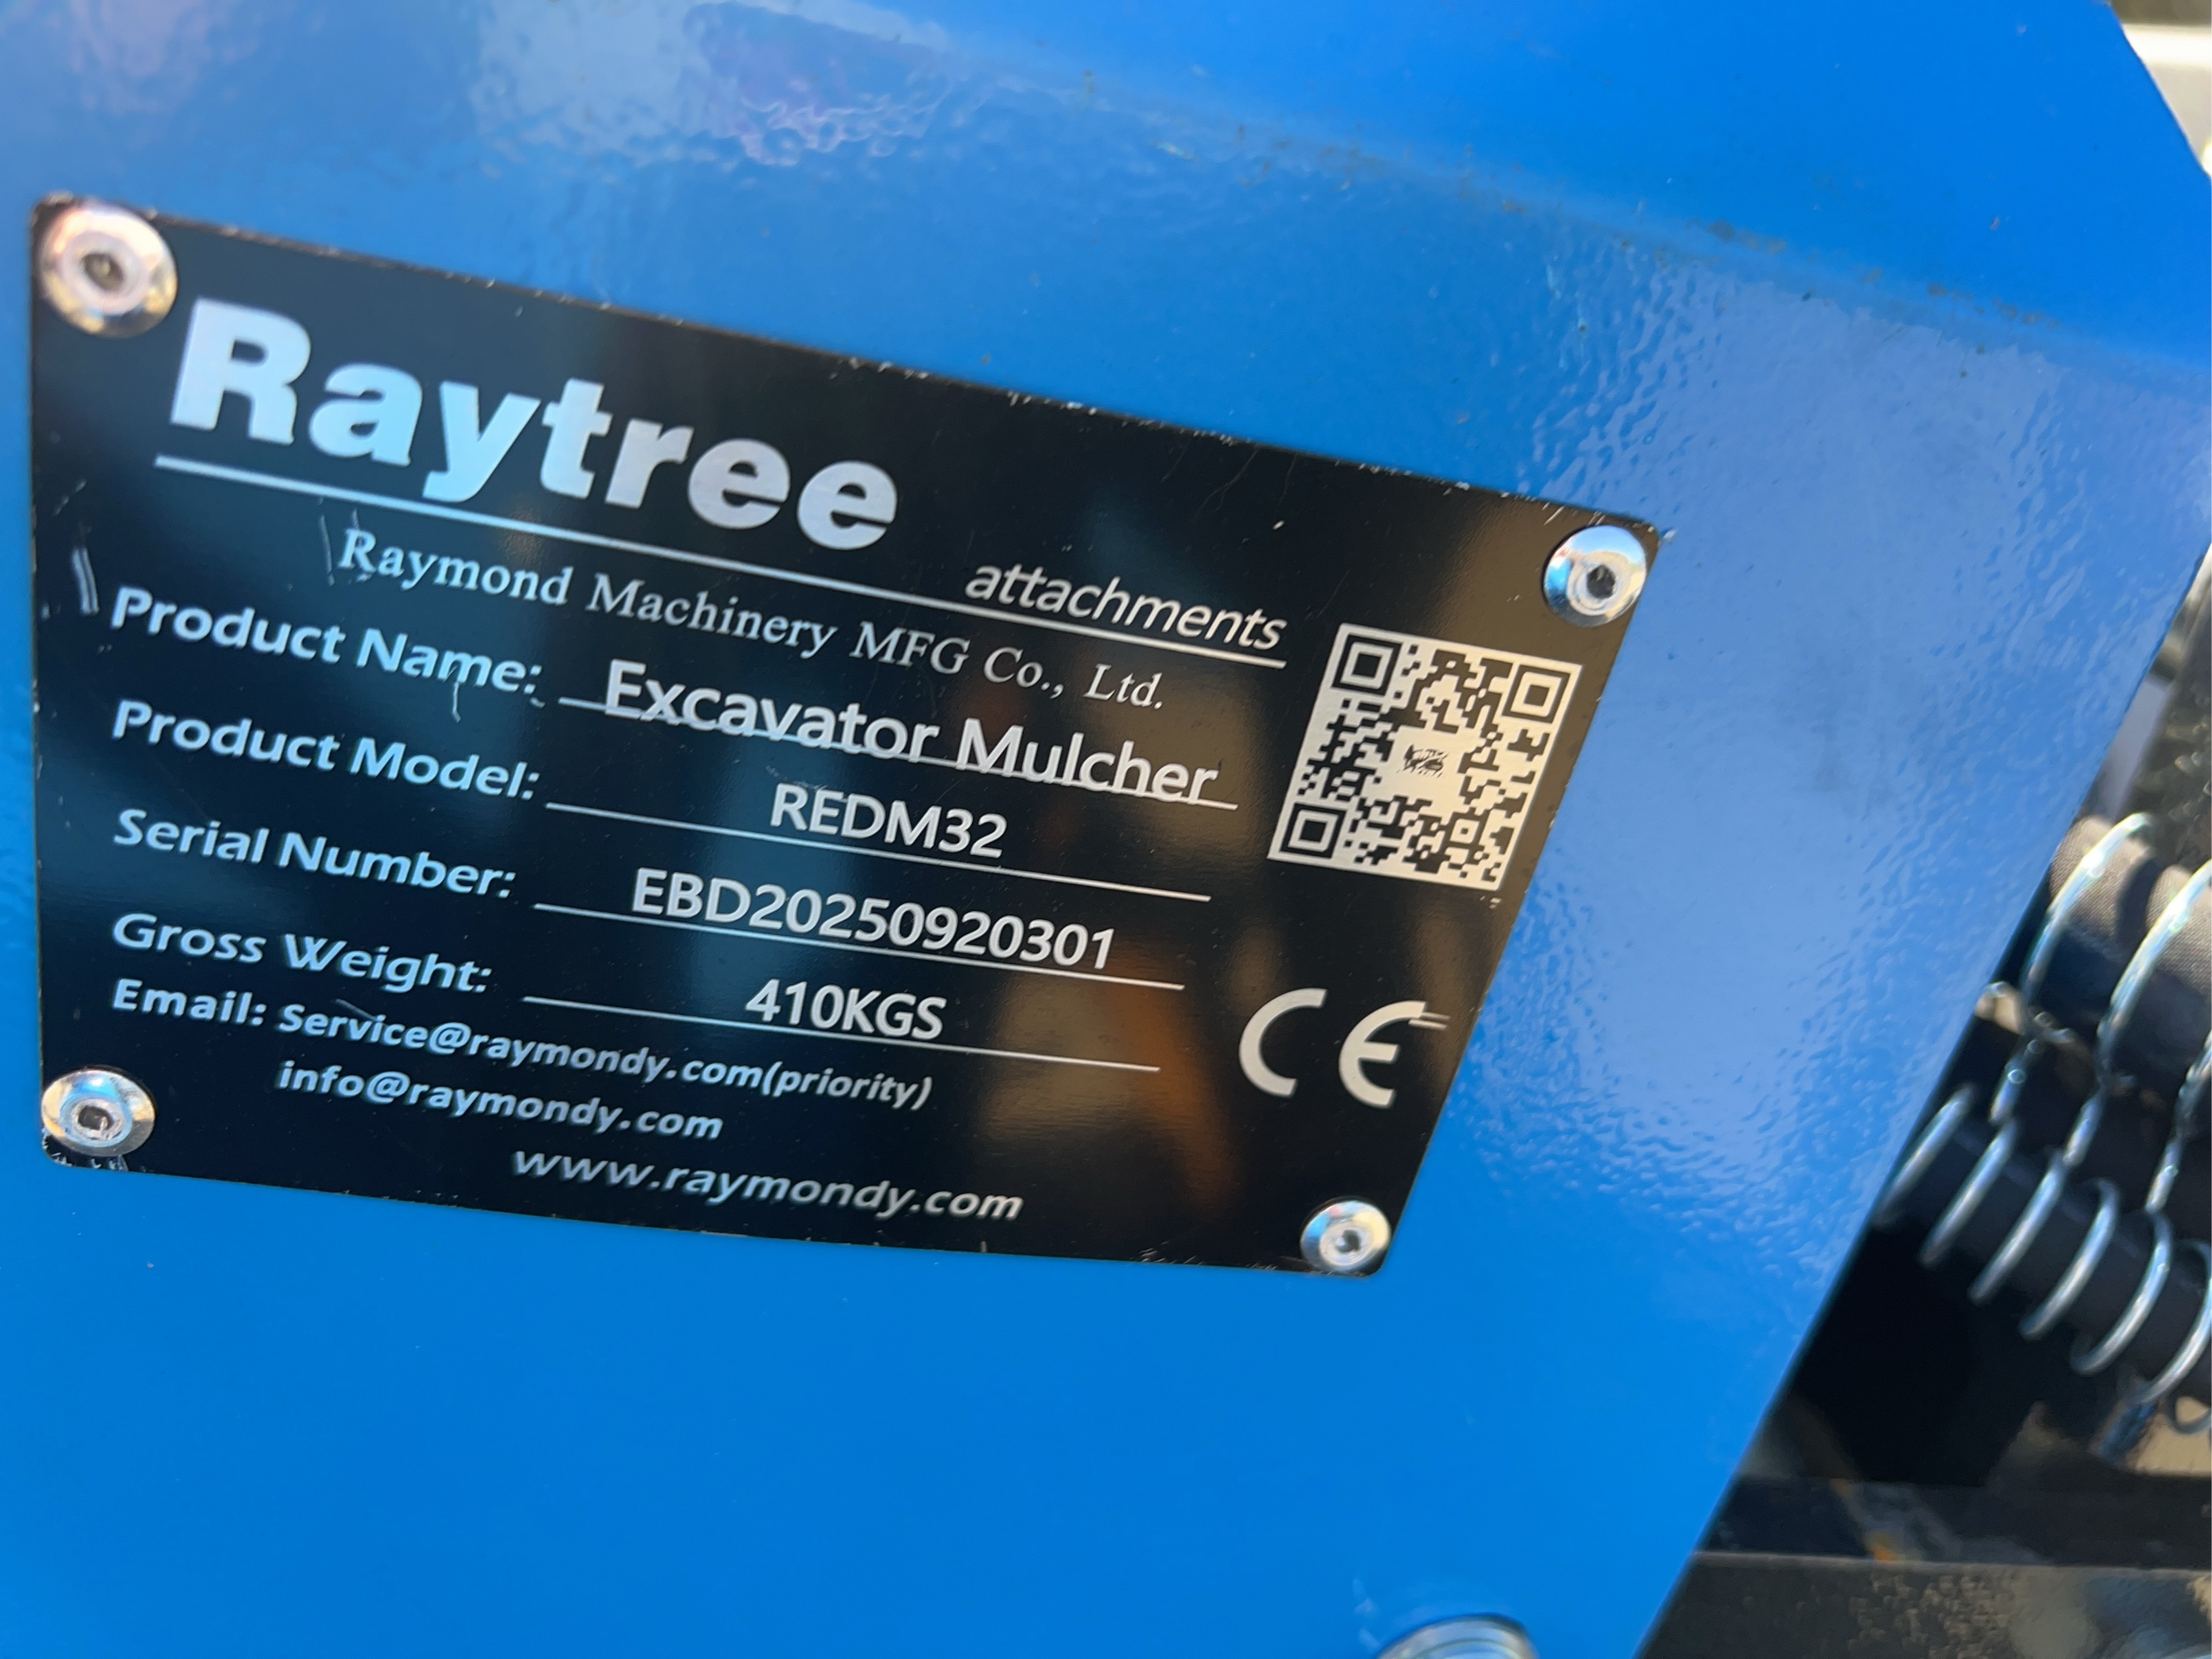 Raytree
attachments
Raymond Machinery MFG Co., Ltd.
Product Name: Excavator Mulcher
Product Model: REDM32
Serial Number: EBD20250920301
Gross Weight: 410KGS
Email: Service@raymondy.com(priority)
info@raymondy.com
www.raymondy.com
CE